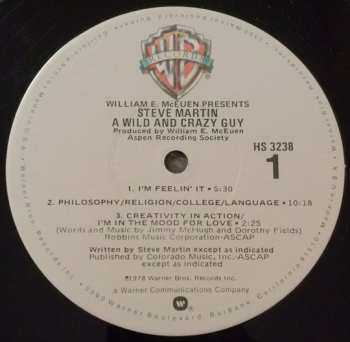 WB
RECORDS
WILLIAM E. McEUEN PRESENTS
STEVE MARTIN
A WILD AND CRAZY GUY
Produced by William E. McEuen
Aspen Recording Society
HS 3238
1
1. I'M FEELIN' IT • 5:30
2. PHILOSOPHY/RELIGION/COLLEGE/LANGUAGE • 10:18
3. CREATIVITY IN ACTION/
I'M IN THE MOOD FOR LOVE • 2:25
(Words and Music by Jimmy McHugh and Dorothy Fields)
Robbins Music Corporation-ASCAP
Written by Steve Martin except as indicated
Published by Colorado Music, Inc.-ASCAP
except as indicated
℗1978 Warner Bros. Records Inc.
a Warner Communications Company